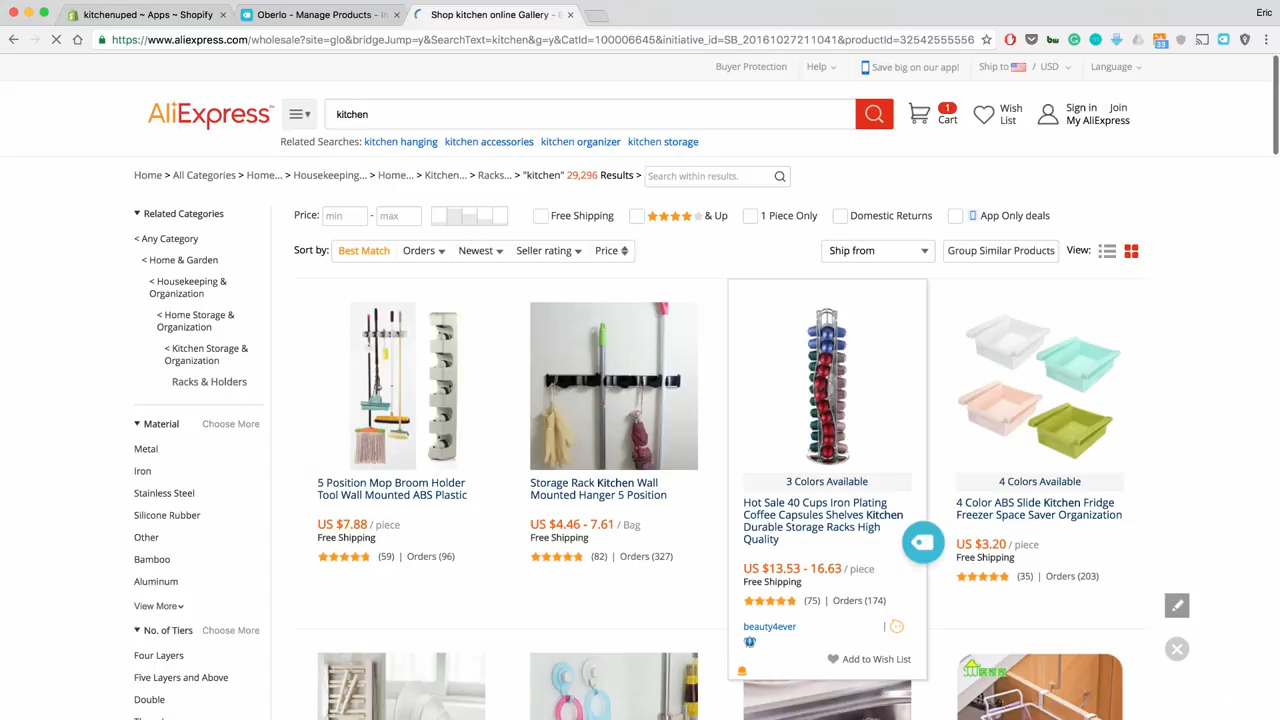 kitchenuped ~ Apps ~ Shopify
Oberlo - Manage Products - In
Shop kitchen online Gallery - B
Eric
https://www.aliexpress.com/wholesale?site=glo&bridgeJump=y&SearchText=kitchen&g=y&CatId=100006645&initiative_id=SB_20161027211041&productId=32542555556
33
Buyer Protection
Help
Save big on our app!
Ship to / USD
Language
AliExpress
kitchen
1
Cart
Wish List
Sign in Join
My AliExpress
Related Searches: kitchen hanging kitchen accessories kitchen organizer kitchen storage
Home > All Categories > Home... > Housekeeping... > Home... > Kitchen... > Racks... > "kitchen" 29,296 Results > Search within results.
Related Categories
< Any Category
< Home & Garden
< Housekeeping &
Organization
< Home Storage &
Organization
< Kitchen Storage &
Organization
Racks & Holders
Material Choose More
Metal
Iron
Stainless Steel
Silicone Rubber
Other
Bamboo
Aluminum
View More
No. of Tiers Choose More
Four Layers
Five Layers and Above
Double
Price: min - max Free Shipping & Up 1 Piece Only Domestic Returns App Only deals
Sort by: Best Match Orders Newest Seller rating Price Ship from Group Similar Products View:
5 Position Mop Broom Holder
Tool Wall Mounted ABS Plastic
US $7.88 / piece
Free Shipping
(59) | Orders (96)
Storage Rack Kitchen Wall
Mounted Hanger 5 Position
US $4.46 - 7.61 / Bag
Free Shipping
(82) | Orders (327)
3 Colors Available
Hot Sale 40 Cups Iron Plating
Coffee Capsules Shelves Kitchen
Durable Storage Racks High
Quality
US $13.53 - 16.63 / piece
Free Shipping
(75) | Orders (174)
beauty4ever
Add to Wish List
4 Colors Available
4 Color ABS Slide Kitchen Fridge
Freezer Space Saver Organization
US $3.20 / piece
Free Shipping
(35) | Orders (203)